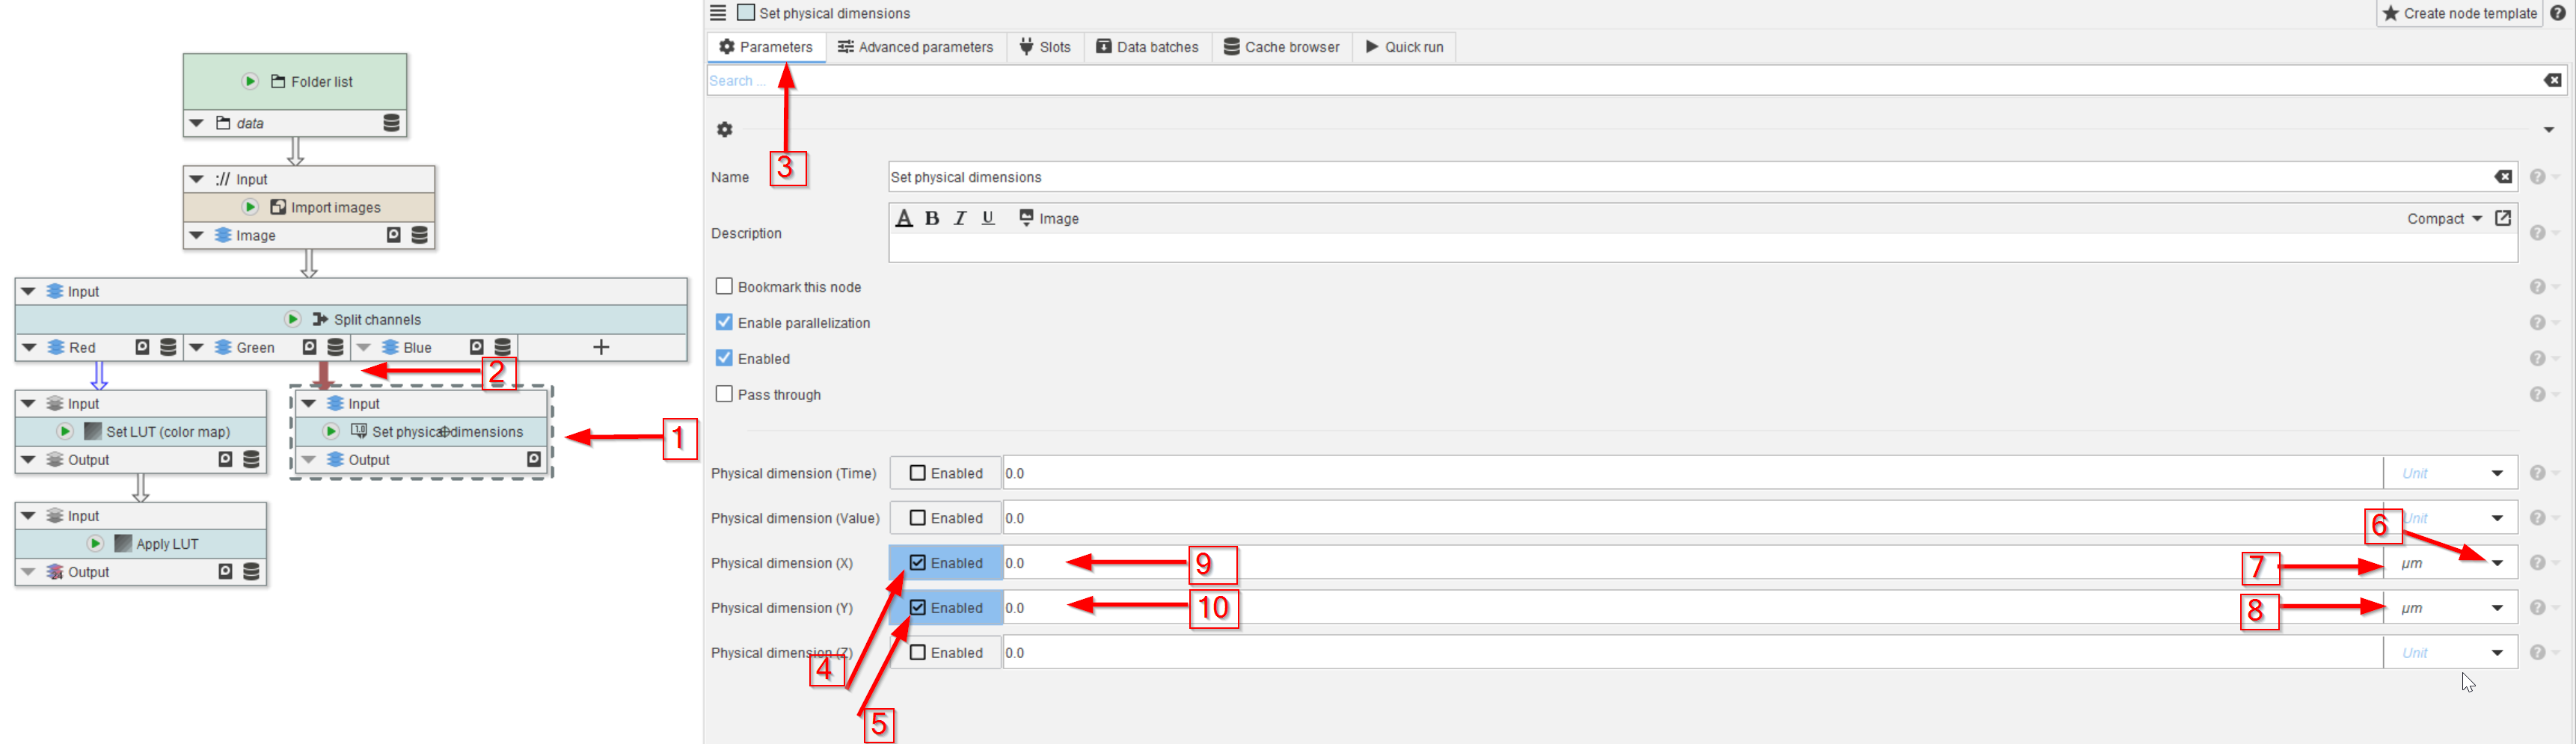 Folder list
data
:// Input
Import images
Image
Input
Split channels
Red
Green
Blue
+
2
Input
Set LUT (color map)
Output
Input
Set physical dimensions
Output
1
Input
Apply LUT
24 Output
Set physical dimensions
Create node template
Parameters
Advanced parameters
Slots
Data batches
Cache browser
Quick run
Search ...
3
Name
Set physical dimensions
Description
A B I U Image
Compact
Bookmark this node
Enable parallelization
Enabled
Pass through
Physical dimension (Time) Enabled 0.0 Unit
Physical dimension (Value) Enabled 0.0 Unit
6
Physical dimension (X) Enabled 0.0 9 7 µm
Physical dimension (Y) Enabled 0.0 10 8 µm
Physical dimension (Z) Enabled 0.0 Unit
4
5